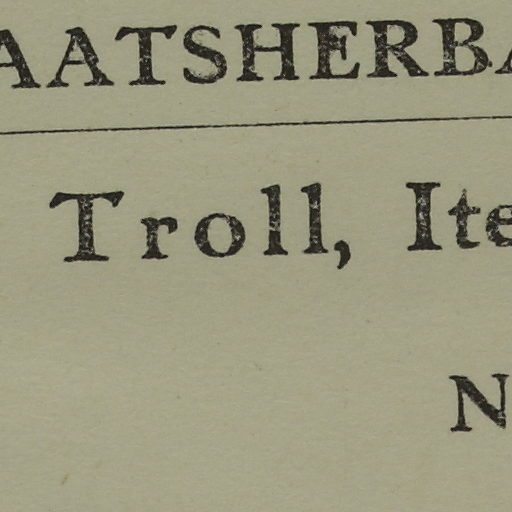 AATSHERBA
Troll, Ite
N